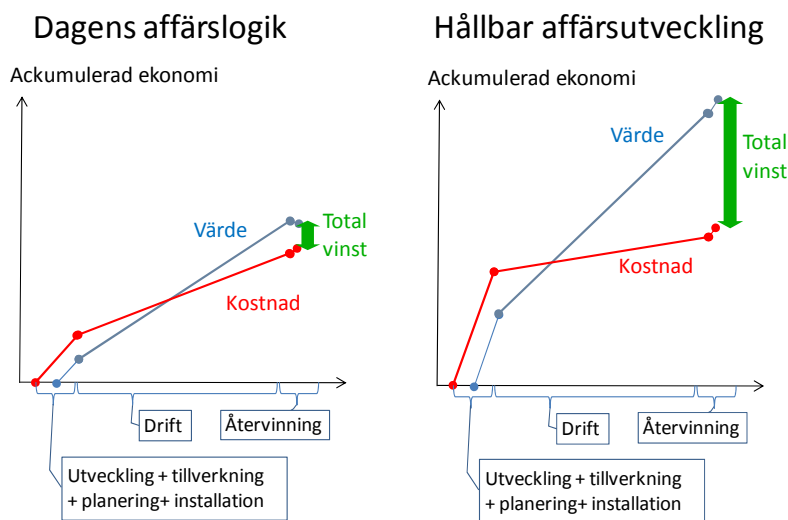 Dagens affärslogik
Ackumulerad ekonomi
Värde
Total
vinst
Kostnad
Drift
Återvinning
Utveckling + tillverkning
+ planering+ installation
Hållbar affärsutveckling
Ackumulerad ekonomi
Värde
Total
vinst
Kostnad
Drift
Återvinning
Utveckling + tillverkning
+ planering+ installation